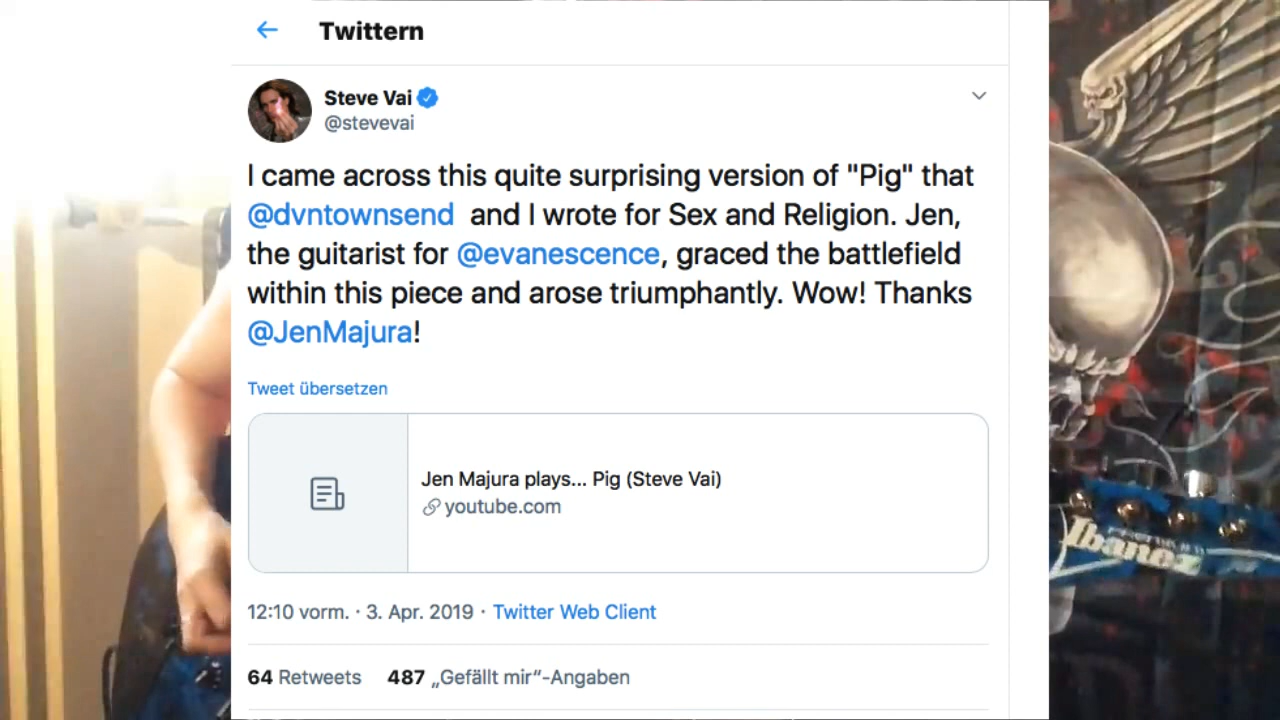 Twittern
Steve Vai
@stevevai
I came across this quite surprising version of "Pig" that
@dvntownsend and I wrote for Sex and Religion. Jen,
the guitarist for @evanescence, graced the battlefield
within this piece and arose triumphantly. Wow! Thanks
@JenMajura!
Tweet übersetzen
Jen Majura plays... Pig (Steve Vai)
youtube.com
12:10 vorm. · 3. Apr. 2019 · Twitter Web Client
64 Retweets 487 „Gefällt mir“-Angaben
Ibanez